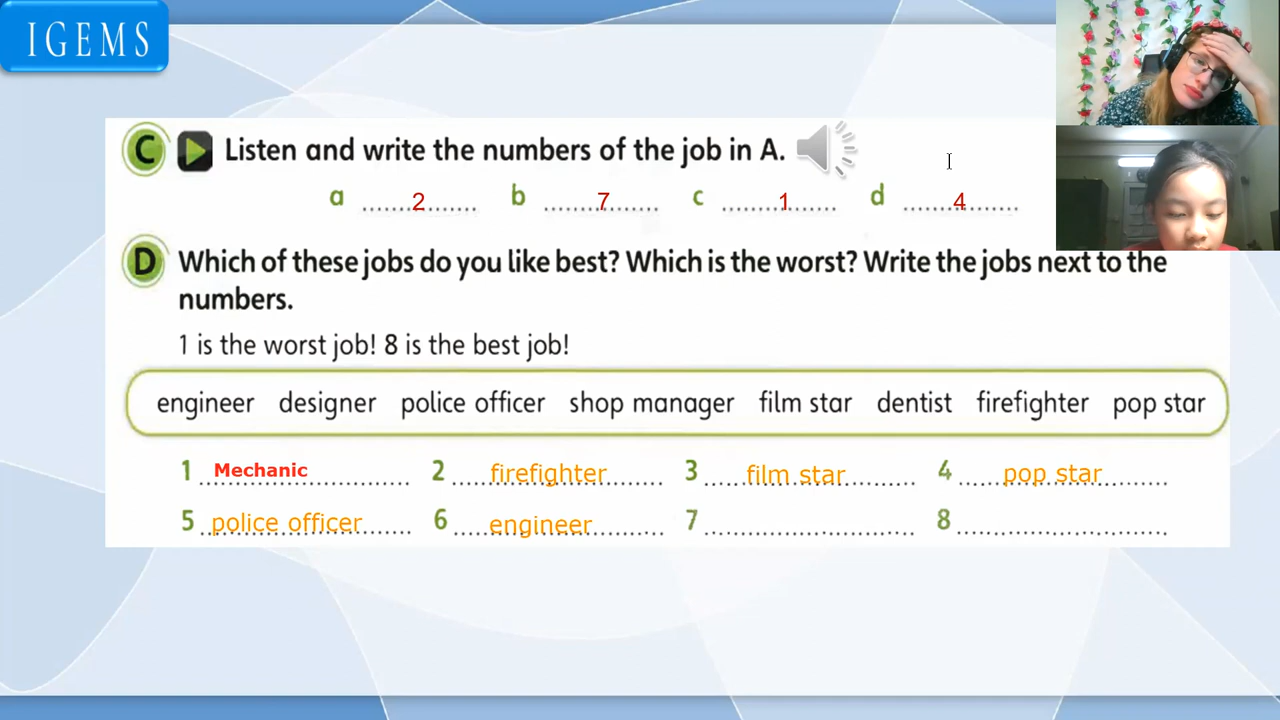 IGEMS
C Listen and write the numbers of the job in A.
a 2 b 7 c 1 d 4
D Which of these jobs do you like best? Which is the worst? Write the jobs next to the
numbers.
1 is the worst job! 8 is the best job!
engineer designer police officer shop manager film star dentist firefighter pop star
1 Mechanic 2 firefighter 3 film star 4 pop star
5 police officer 6 engineer 7 8